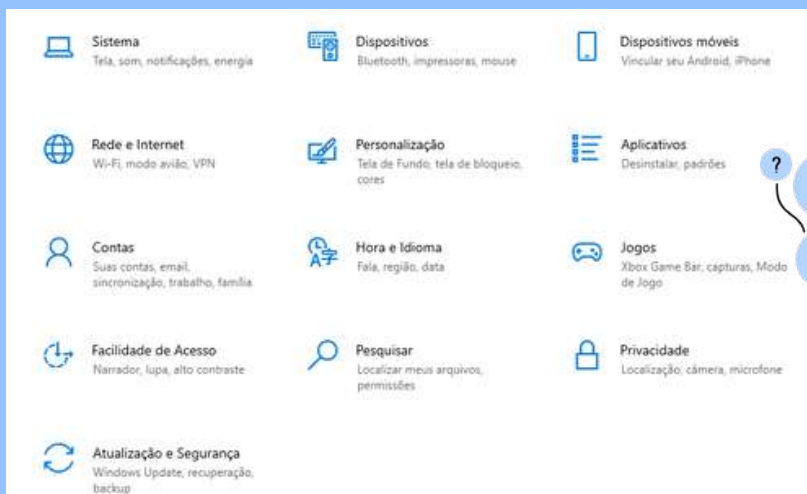 Sistema
Tela, som, notificações, energia
Dispositivos
Bluetooth, impressoras, mouse
Dispositivos móveis
Vincular seu Android, iPhone
Rede e Internet
Wi-Fi, modo avião, VPN
Personalização
Tela de Fundo, tela de bloqueio,
cores
Aplicativos
Desinstalar, padrões
?
Contas
Suas contas, email,
sincronização, trabalho, família
Hora e Idioma
Fala, região, data
Jogos
Xbox Game Bar, capturas, Modo
de Jogo
Facilidade de Acesso
Narrador, lupa, alto contraste
Pesquisar
Localizar meus arquivos,
permissões
Privacidade
Localização, câmera, microfone
Atualização e Segurança
Windows Update, recuperação,
backup